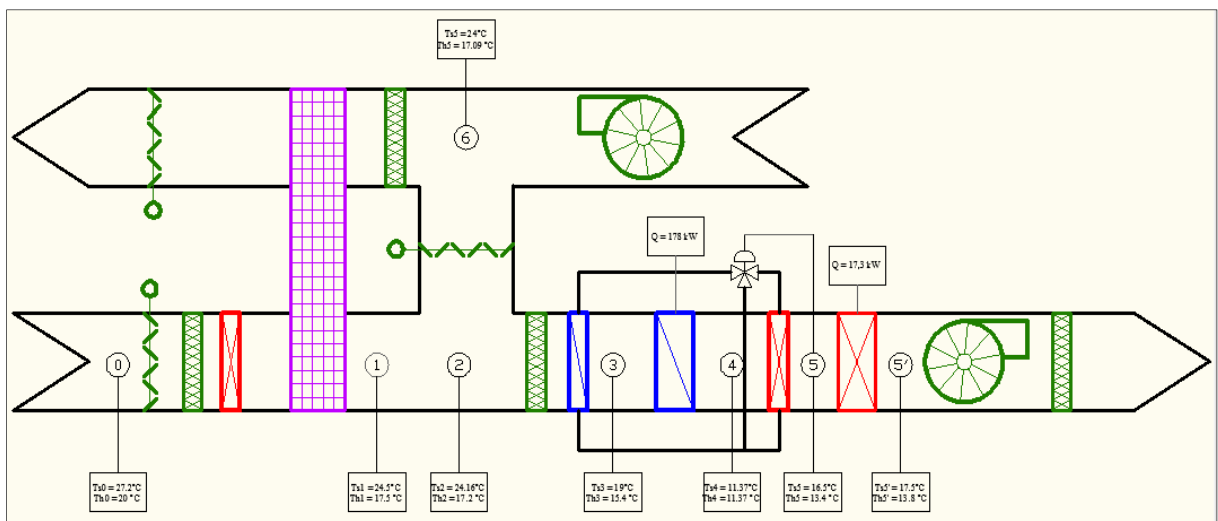 Ts5 = 24°C
Th5 = 17.09 °C
6
Q = 178 kW
Q = 17,3 kW
0
1
2
3
4
5
5'
Ts0 = 27.2°C
Th0 = 20 °C
Ts1 = 24.5°C
Th1 = 17.5 °C
Ts2 = 24.16°C
Th2 = 17.2 °C
Ts3 = 19°C
Th3 = 15.4 °C
Ts4 = 11.37°C
Th4 = 11.37 °C
Ts5 = 16.5°C
Th5 = 13.4 °C
Ts5' = 17.5°C
Th5' = 13.8 °C